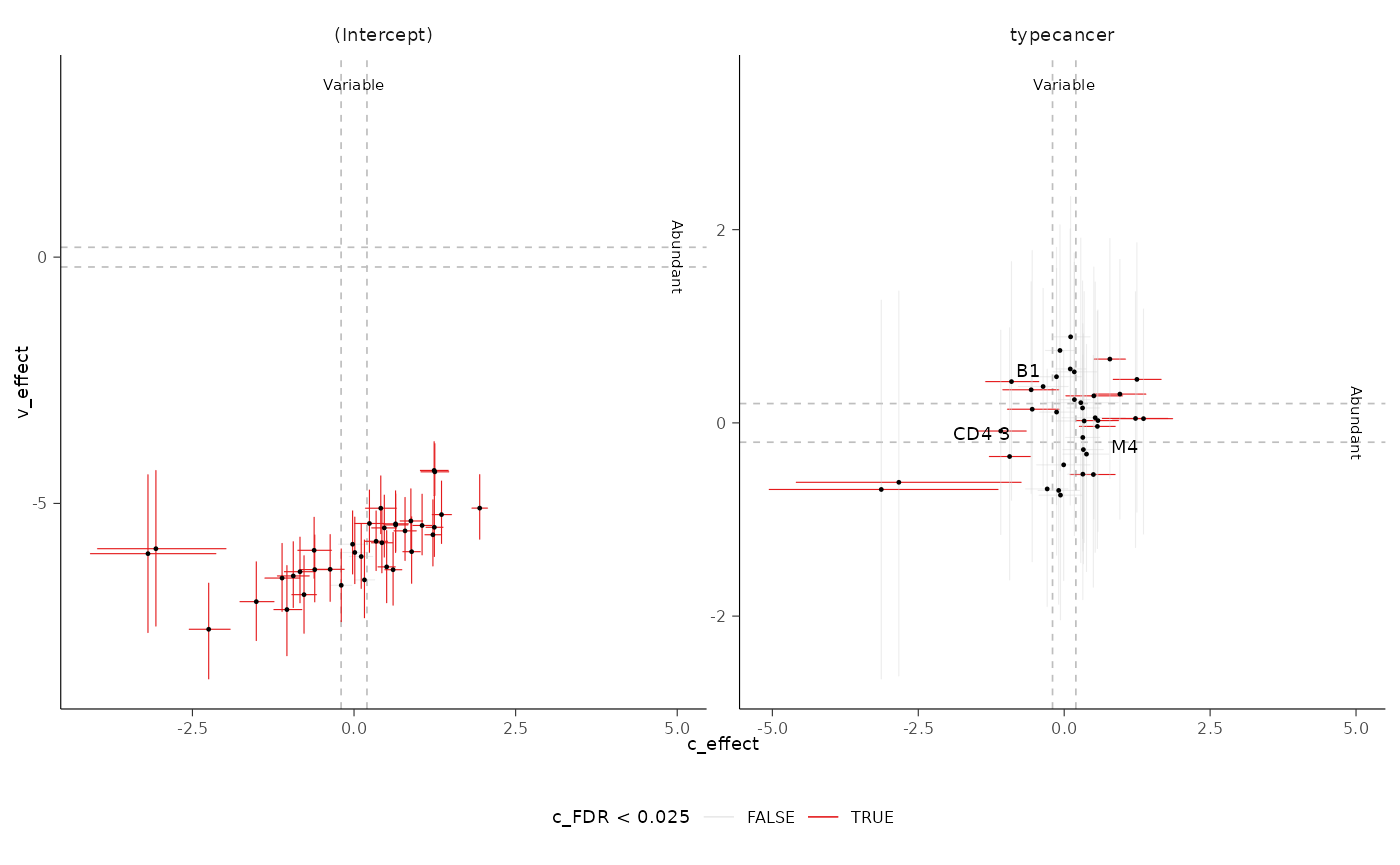 (Intercept)
typecancer
Variable
Variable
Abundant
Abundant
v_effect
0
-5
2
0
-2
B1
CD4 3
M4
-2.5
0.0
2.5
5.0
-5.0
-2.5
0.0
2.5
5.0
c_effect
c_FDR < 0.025
FALSE
TRUE